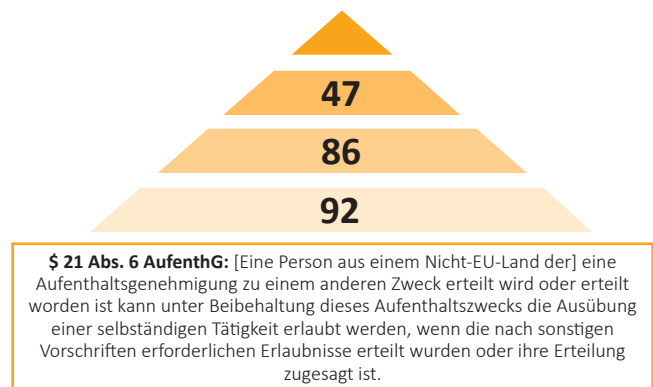 47
86
92
$ 21 Abs. 6 AufenthG: [Eine Person aus einem Nicht-EU-Land der] eine
Aufenthaltsgenehmigung zu einem anderen Zweck erteilt wird oder erteilt
worden ist kann unter Beibehaltung dieses Aufenthaltszwecks die Ausübung
einer selbständigen Tätigkeit erlaubt werden, wenn die nach sonstigen
Vorschriften erforderlichen Erlaubnisse erteilt wurden oder ihre Erteilung
zugesagt ist.